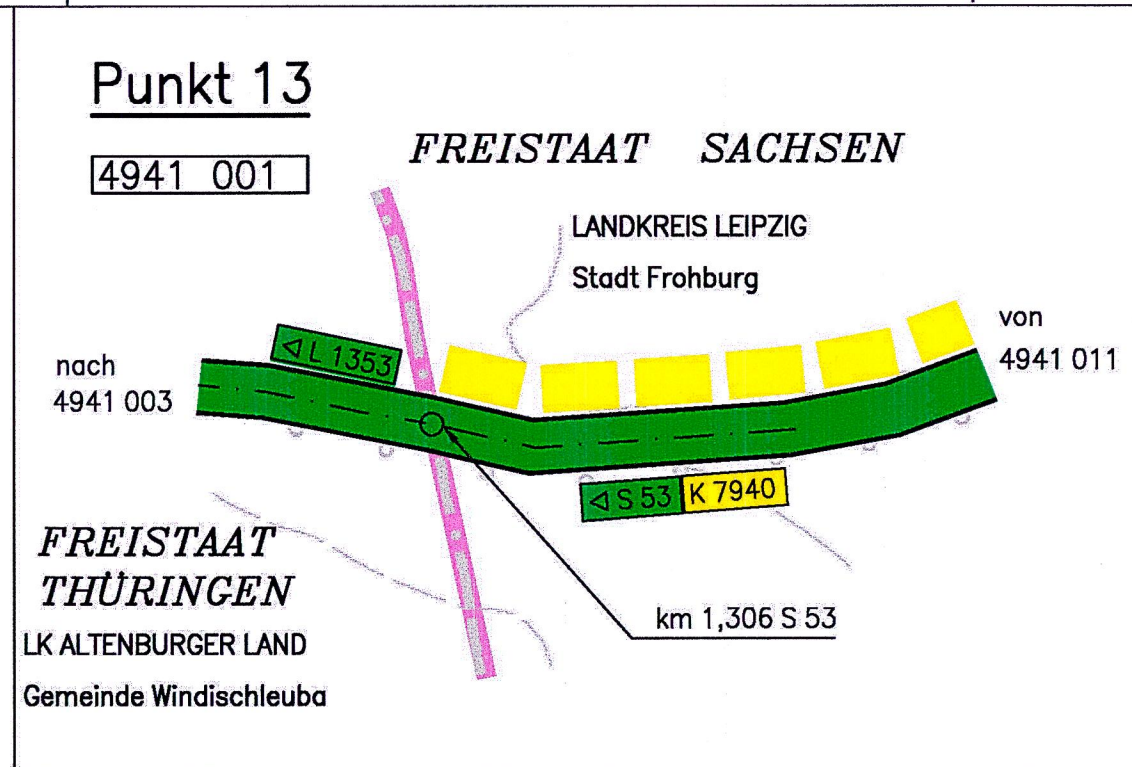 Punkt 13
4941 001
FREISTAAT SACHSEN
LANDKREIS LEIPZIG
Stadt Frohburg
von
4941 011
L 1353
nach
4941 003
S 53 K 7940
FREISTAAT
THÜRINGEN
LK ALTENBURGER LAND
Gemeinde Windischleuba
km 1,306 S 53